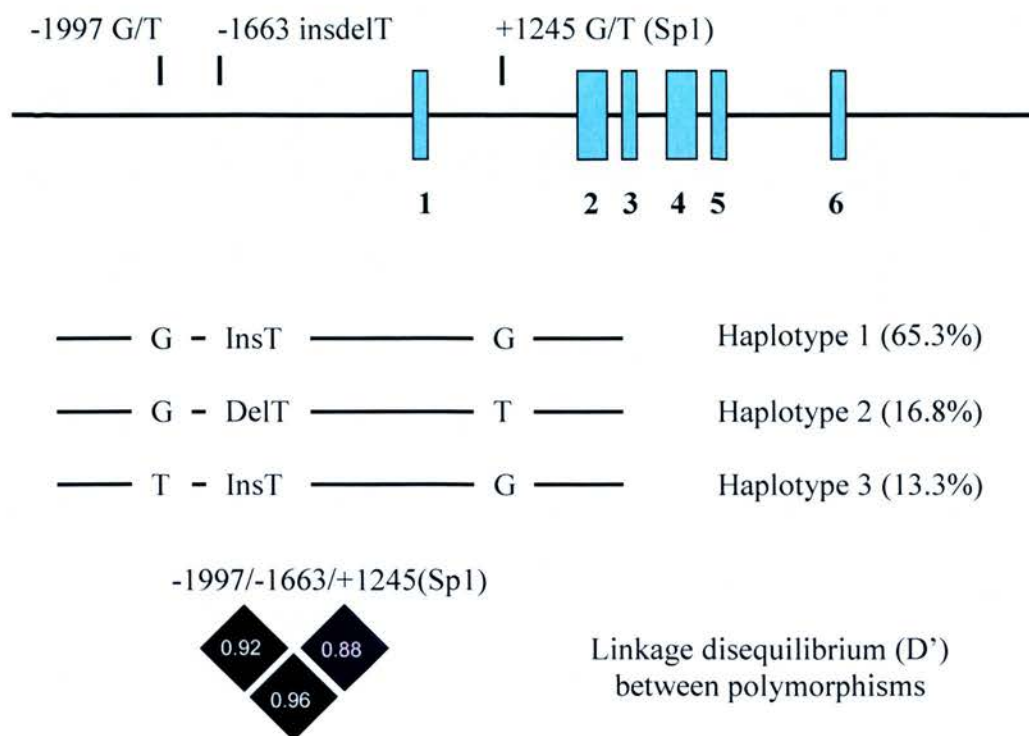 -1997 G/T -1663 insdelT +1245 G/T (Sp1)
1 2 3 4 5 6
G InsT G Haplotype 1 (65.3%)
G DelT T Haplotype 2 (16.8%)
T InsT G Haplotype 3 (13.3%)
-1997/-1663/+1245(Sp1)
0.92 0.88
0.96
Linkage disequilibrium (D’)
between polymorphisms